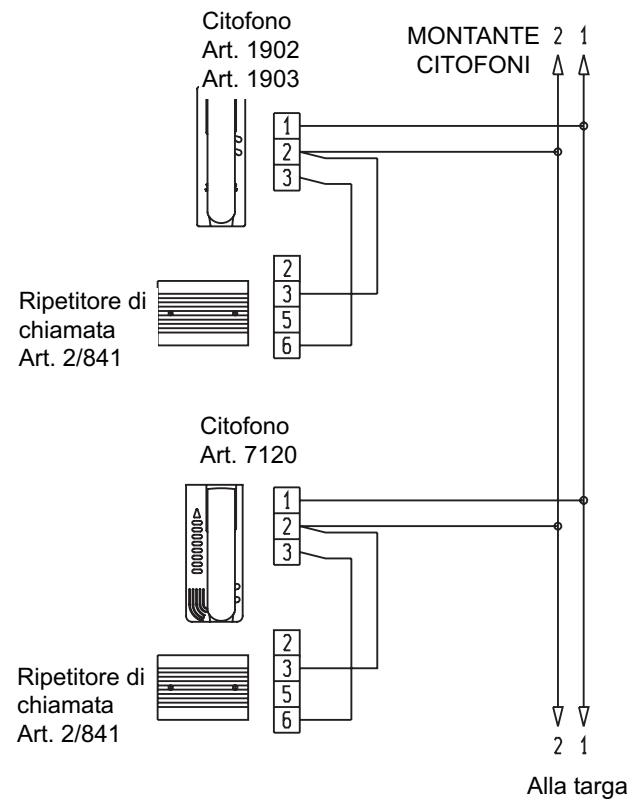 Citofono
Art. 1902
Art. 1903
MONTANTE 2 1
CITOFONI
1
2
3
2
3
5
6
Ripetitore di
chiamata
Art. 2/841
Citofono
Art. 7120
1
2
3
2
3
5
6
Ripetitore di
chiamata
Art. 2/841
2 1
Alla targa